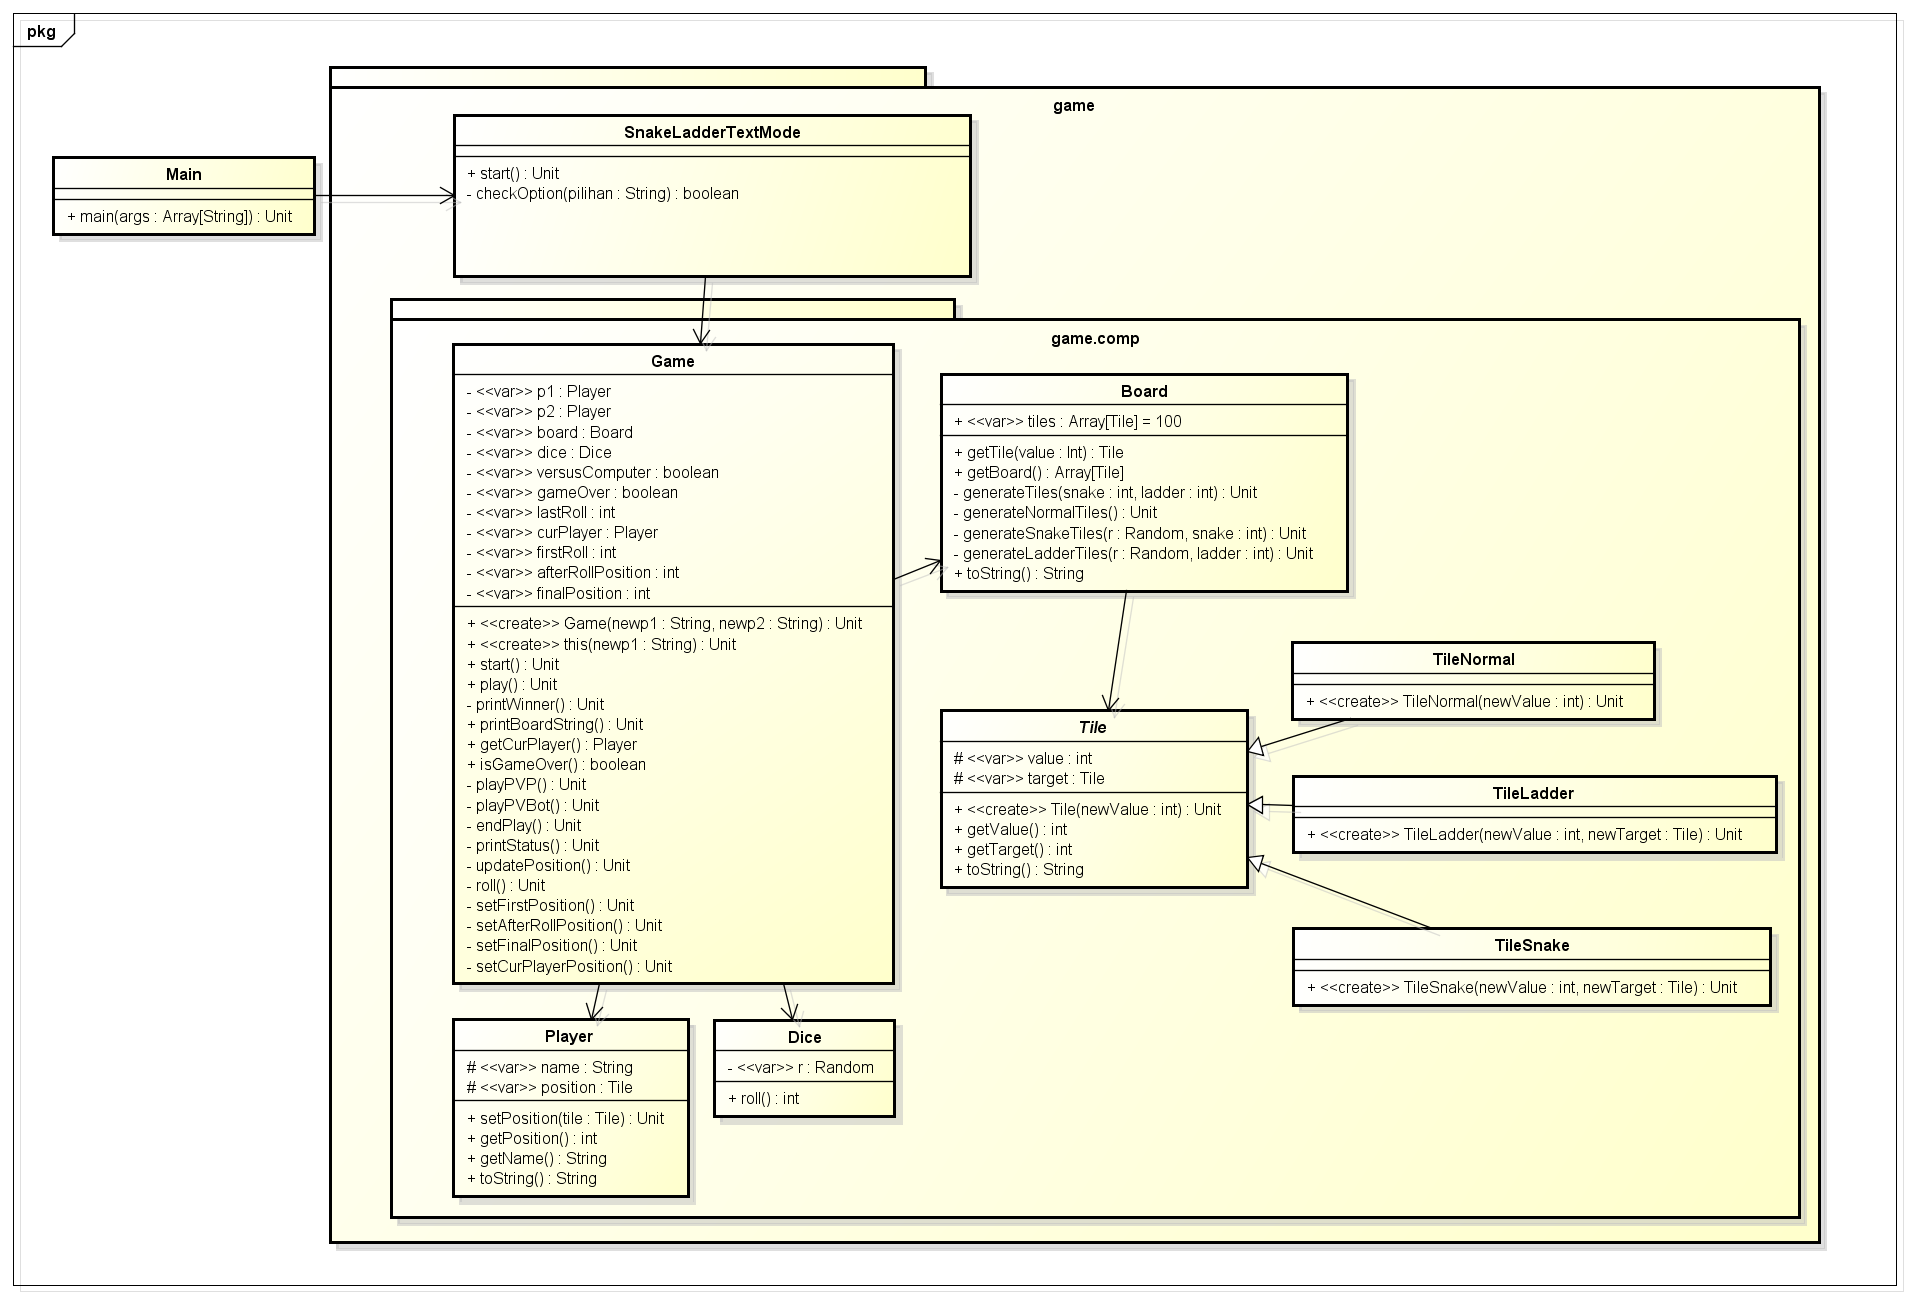 pkg
game
SnakeLadderTextMode
+ start() : Unit
- checkOption(pilihan : String) : boolean
Main
+ main(args : Array[String]) : Unit
game.comp
Game
- <<var>> p1 : Player
- <<var>> p2 : Player
- <<var>> board : Board
- <<var>> dice : Dice
- <<var>> versusComputer : boolean
- <<var>> gameOver : boolean
- <<var>> lastRoll : int
- <<var>> curPlayer : Player
- <<var>> firstRoll : int
- <<var>> afterRollPosition : int
- <<var>> finalPosition : int
+ <<create>> Game(newp1 : String, newp2 : String) : Unit
+ <<create>> this(newp1 : String) : Unit
+ start() : Unit
+ play() : Unit
- printWinner() : Unit
+ printBoardString() : Unit
+ getCurPlayer() : Player
+ isGameOver() : boolean
- playPVP() : Unit
- playPVBot() : Unit
- endPlay() : Unit
- printStatus() : Unit
- updatePosition() : Unit
- roll() : Unit
- setFirstPosition() : Unit
- setAfterRollPosition() : Unit
- setFinalPosition() : Unit
- setCurPlayerPosition() : Unit
Board
+ <<var>> tiles : Array[Tile] = 100
+ getTile(value : Int) : Tile
+ getBoard() : Array[Tile]
- generateTiles(snake : int, ladder : int) : Unit
- generateNormalTiles() : Unit
- generateSnakeTiles(r : Random, snake : int) : Unit
- generateLadderTiles(r : Random, ladder : int) : Unit
+ toString() : String
TileNormal
+ <<create>> TileNormal(newValue : int) : Unit
Tile
# <<var>> value : int
# <<var>> target : Tile
+ <<create>> Tile(newValue : int) : Unit
+ getValue() : int
+ getTarget() : int
+ toString() : String
TileLadder
+ <<create>> TileLadder(newValue : int, newTarget : Tile) : Unit
TileSnake
+ <<create>> TileSnake(newValue : int, newTarget : Tile) : Unit
Player
# <<var>> name : String
# <<var>> position : Tile
+ setPosition(tile : Tile) : Unit
+ getPosition() : int
+ getName() : String
+ toString() : String
Dice
- <<var>> r : Random
+ roll() : int